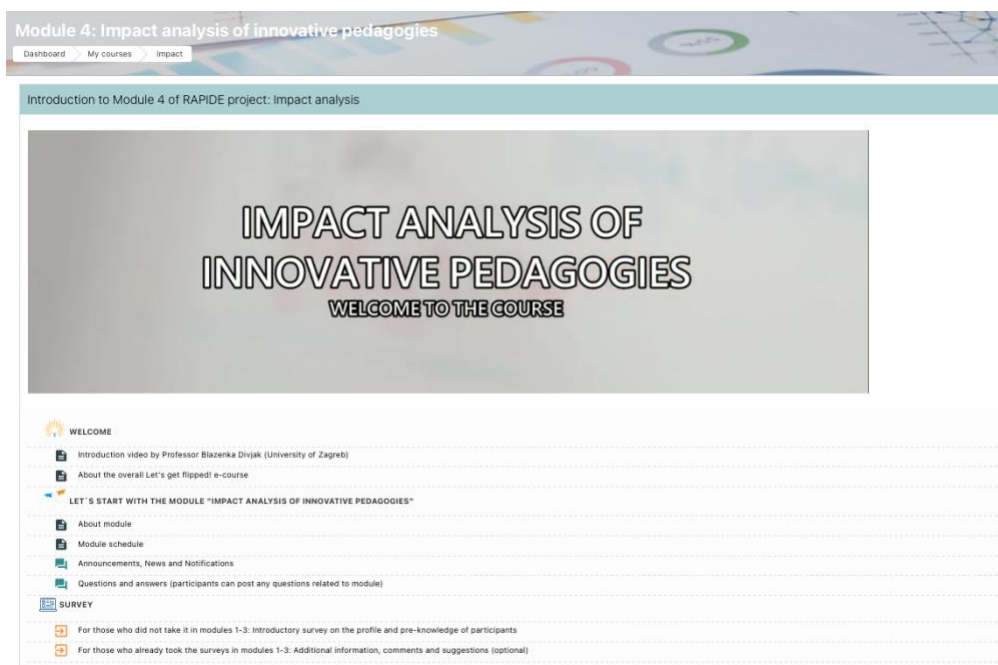 Module 4: Impact analysis of innovative pedagogies
Dashboard My courses Impact
Introduction to Module 4 of RAPIDE project: Impact analysis
IMPACT ANALYSIS OF
INNOVATIVE PEDAGOGIES
WELCOME TO THE COURSE
WELCOME
Introduction video by Professor Blazenka Divjak (University of Zagreb)
About the overall Let's get flipped! e-course
LET´S START WITH THE MODULE "IMPACT ANALYSIS OF INNOVATIVE PEDAGOGIES"
About module
Module schedule
Announcements, News and Notifications
Questions and answers (participants can post any questions related to module)
SURVEY
For those who did not take it in modules 1-3: Introductory survey on the profile and pre-knowledge of participants
For those who already took the surveys in modules 1-3: Additional information, comments and suggestions (optional)